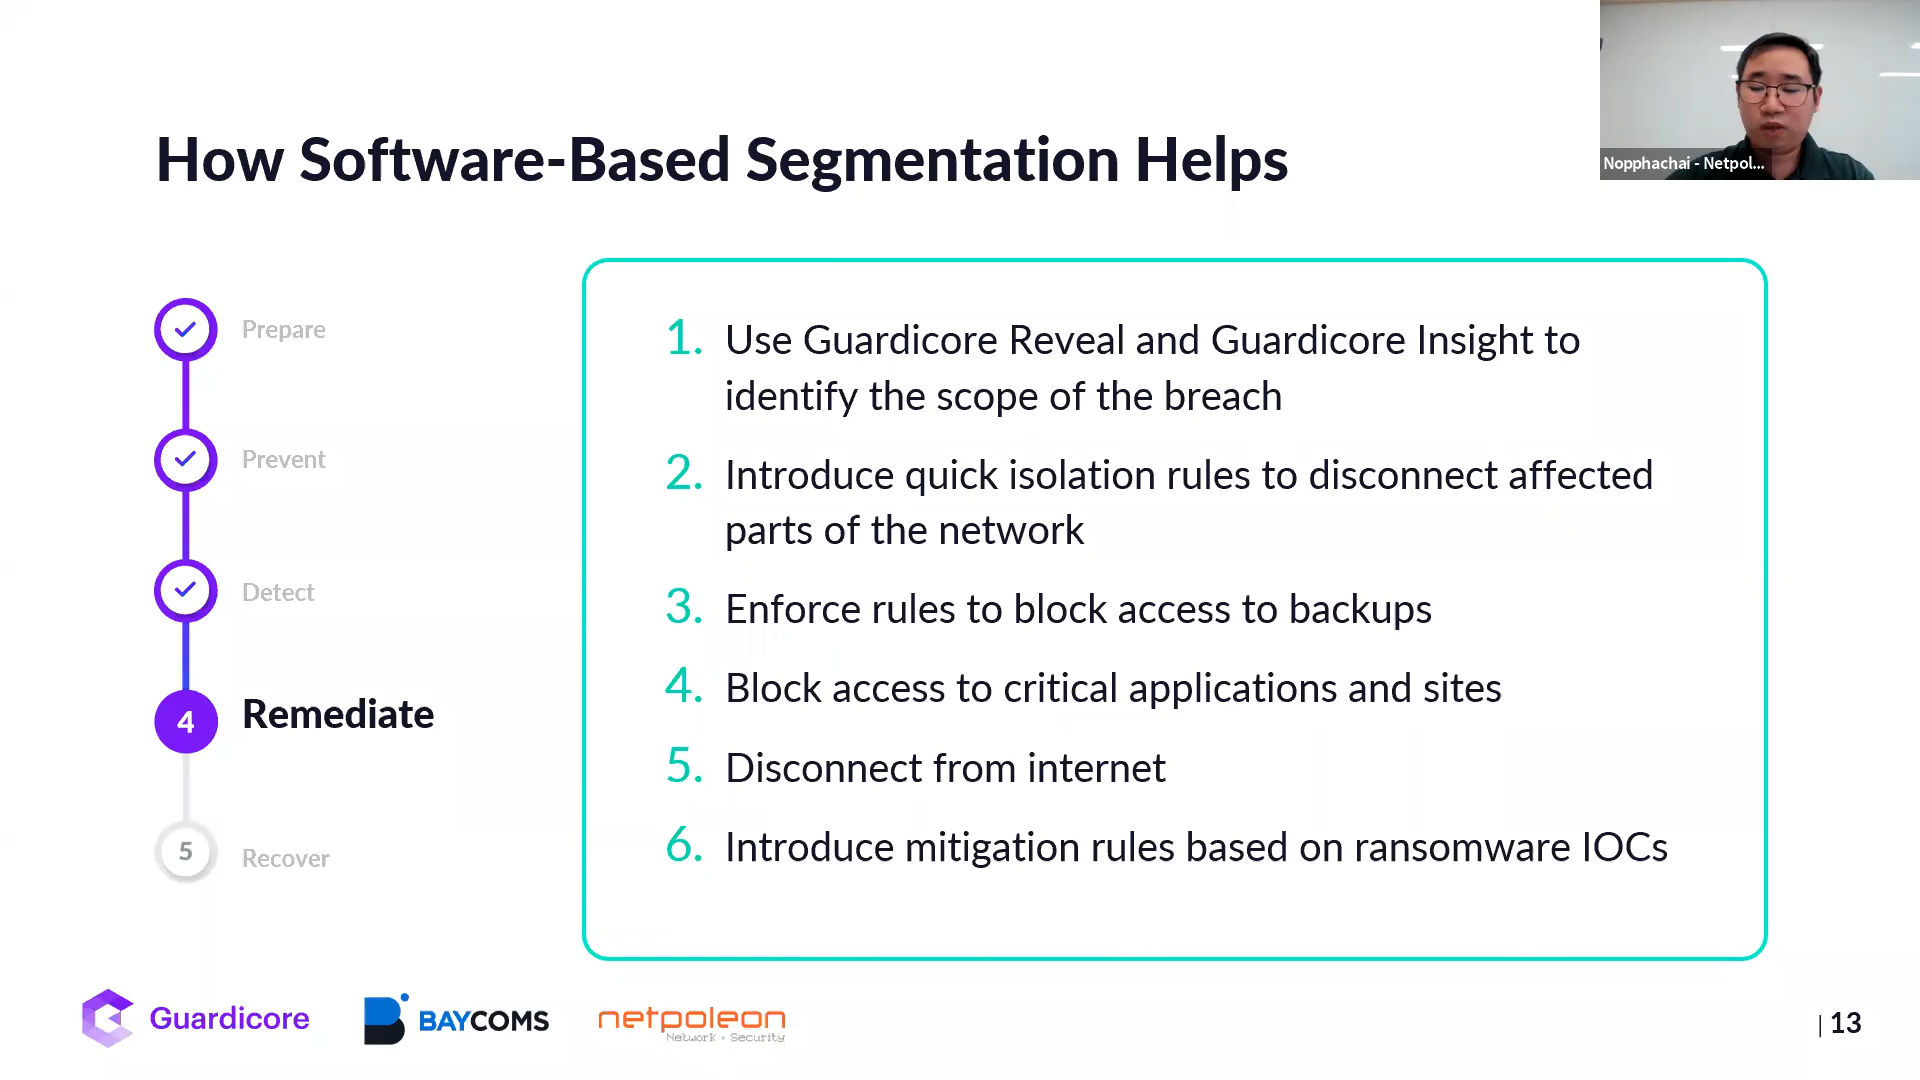 How Software-Based Segmentation Helps
Nopphachai - Netpol...
Prepare
Prevent
Detect
4 Remediate
5 Recover
1. Use Guardicore Reveal and Guardicore Insight to
identify the scope of the breach
2. Introduce quick isolation rules to disconnect affected
parts of the network
3. Enforce rules to block access to backups
4. Block access to critical applications and sites
5. Disconnect from internet
6. Introduce mitigation rules based on ransomware IOCs
Guardicore
BAYCOMS
netpoleon
Network • Security
| 13